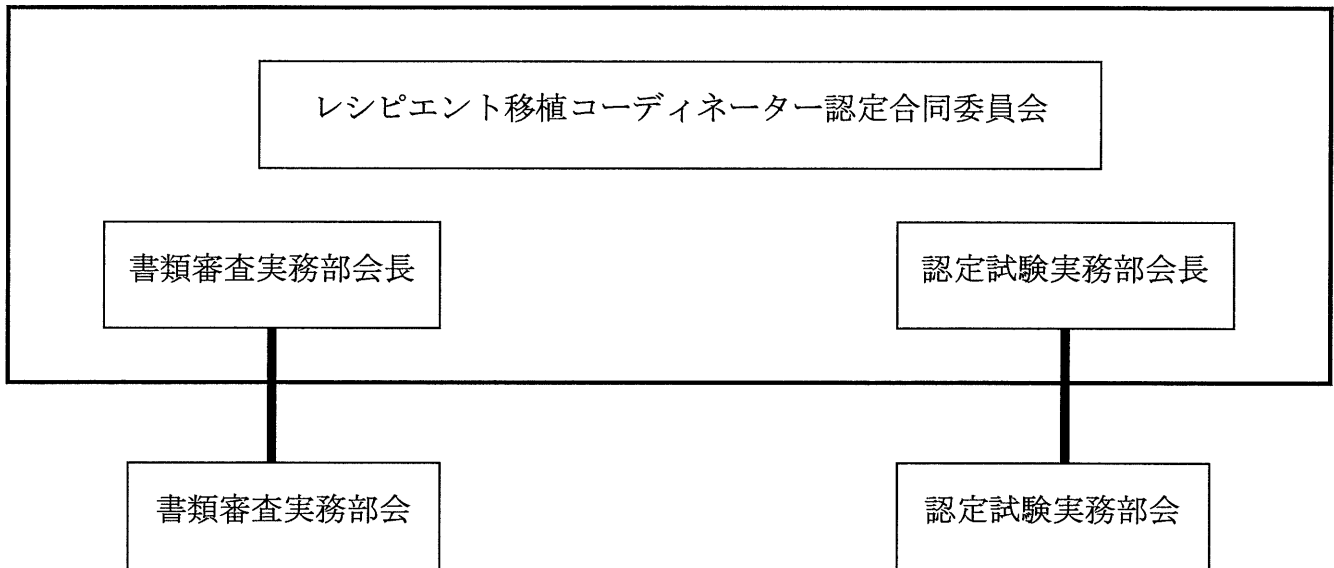 レシピエント移植コーディネーター認定合同委員会
書類審査実務部会長
認定試験実務部会長
書類審査実務部会
認定試験実務部会